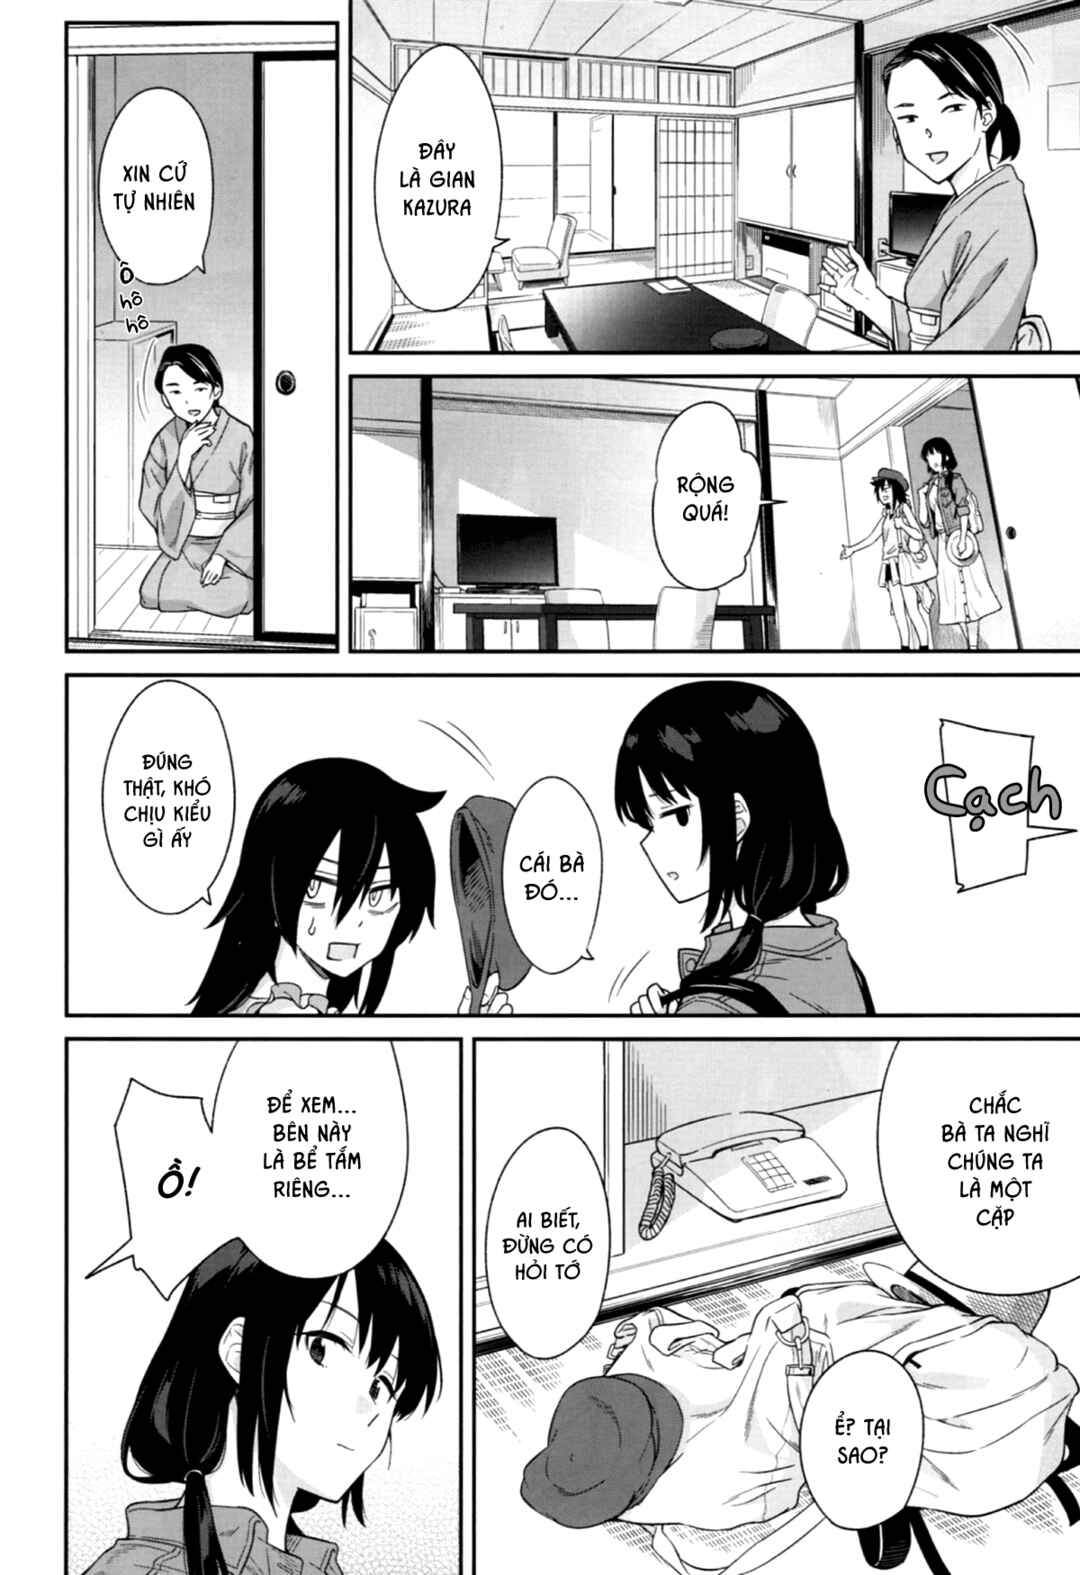 ĐÂY
LÀ GIAN
KAZURA
RỘNG
QUÁ!
XIN CỨ
TỰ NHIÊN
Ô
hô
hô
Cạch
CÁI BÀ
ĐÓ...
ĐÚNG
THẬT, KHÓ
CHỊU KIỂU
GÌ ẤY
CHẮC
BÀ TA NGHĨ
CHÚNG TA
LÀ MỘT
CẶP
Ể? TẠI
SAO?
AI BIẾT,
ĐỪNG CÓ
HỎI TỚ
ĐỂ XEM...
BÊN NÀY
LÀ BỂ TẮM
RIÊNG...
Ồ!